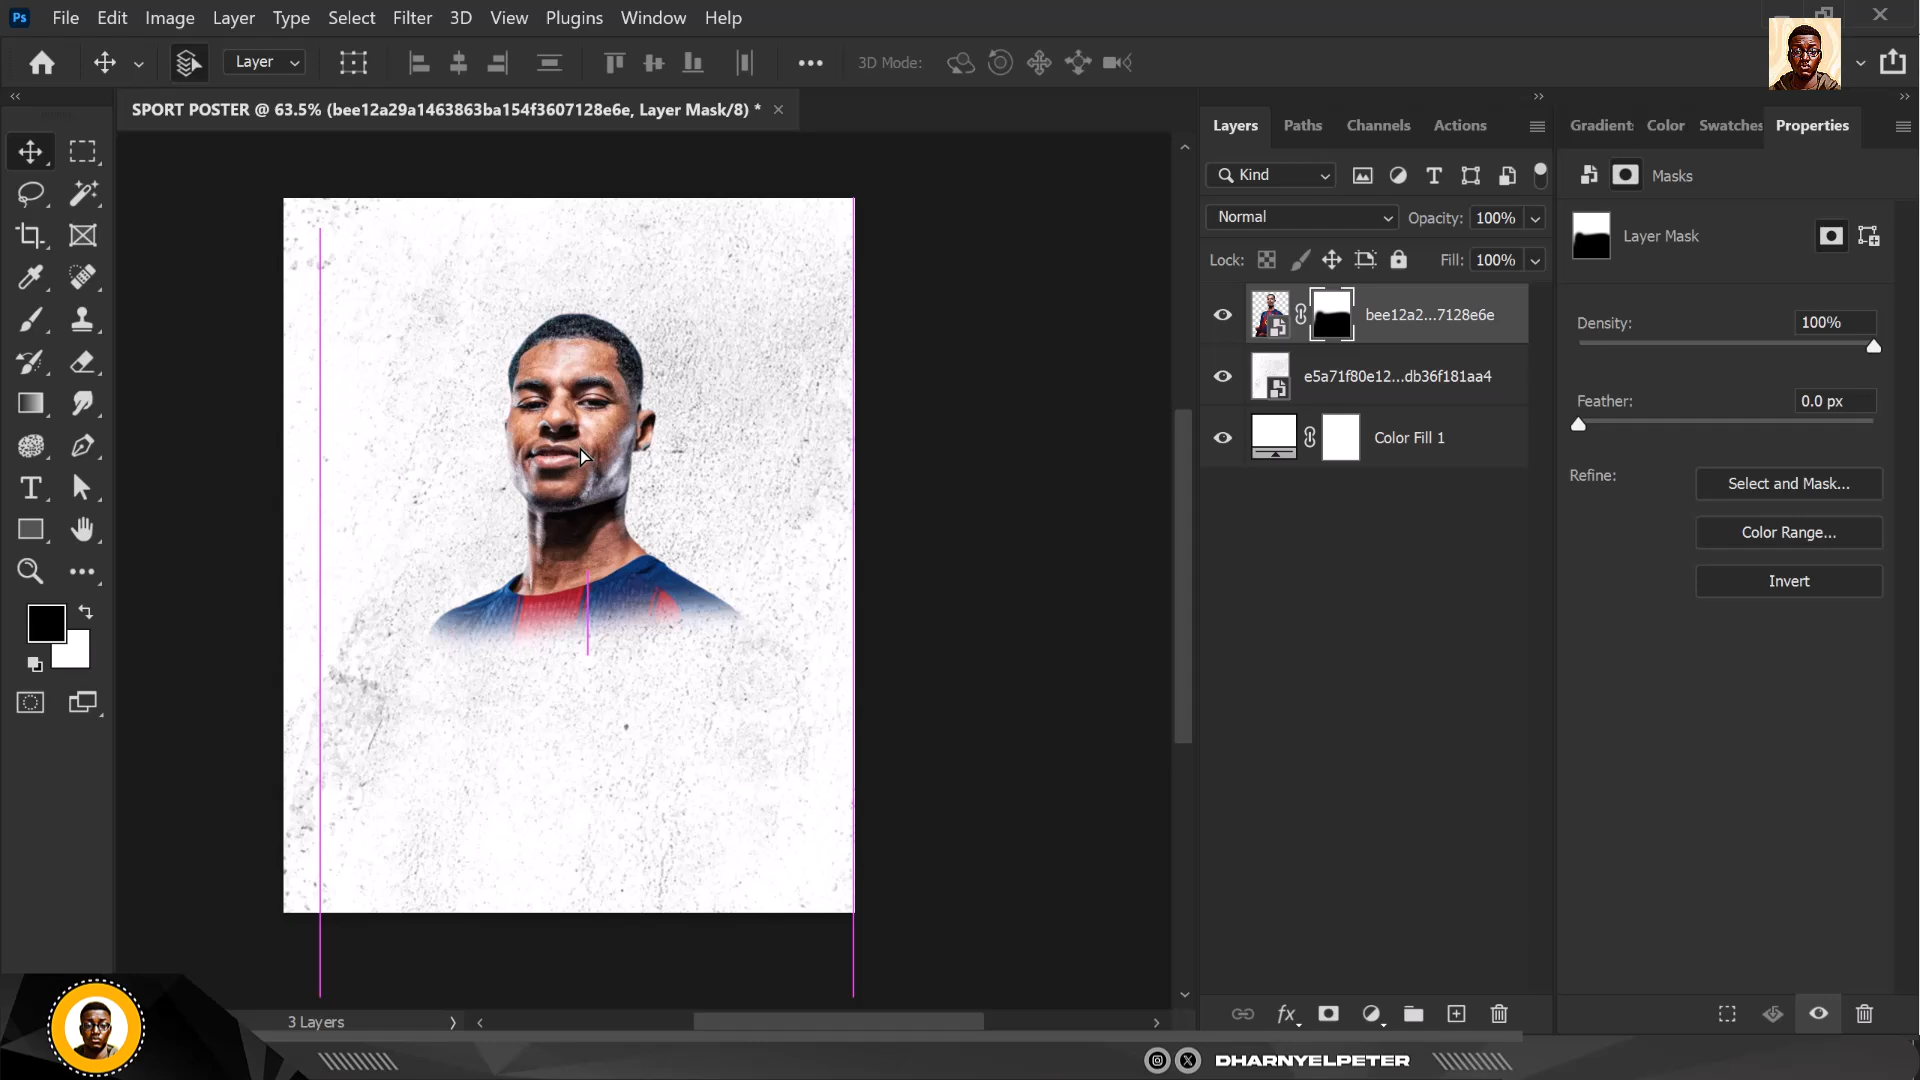 Ps File Edit Image Layer Type Select Filter 3D View Plugins Window Help
Layer 3D Mode:
SPORT POSTER @ 63.5% (bee12a29a1463863ba154f3607128e6e, Layer Mask/8) *
Layers Paths Channels Actions
Kind
Normal Opacity: 100%
Lock: Fill: 100%
bee12a2...7128e6e
e5a71f80e12...db36f181aa4
Color Fill 1
Gradient Color Swatches Properties
Masks
Layer Mask
Density: 100%
Feather: 0.0 px
Refine: Select and Mask...
Color Range...
Invert
3 Layers
fx
DHARNYELPETER